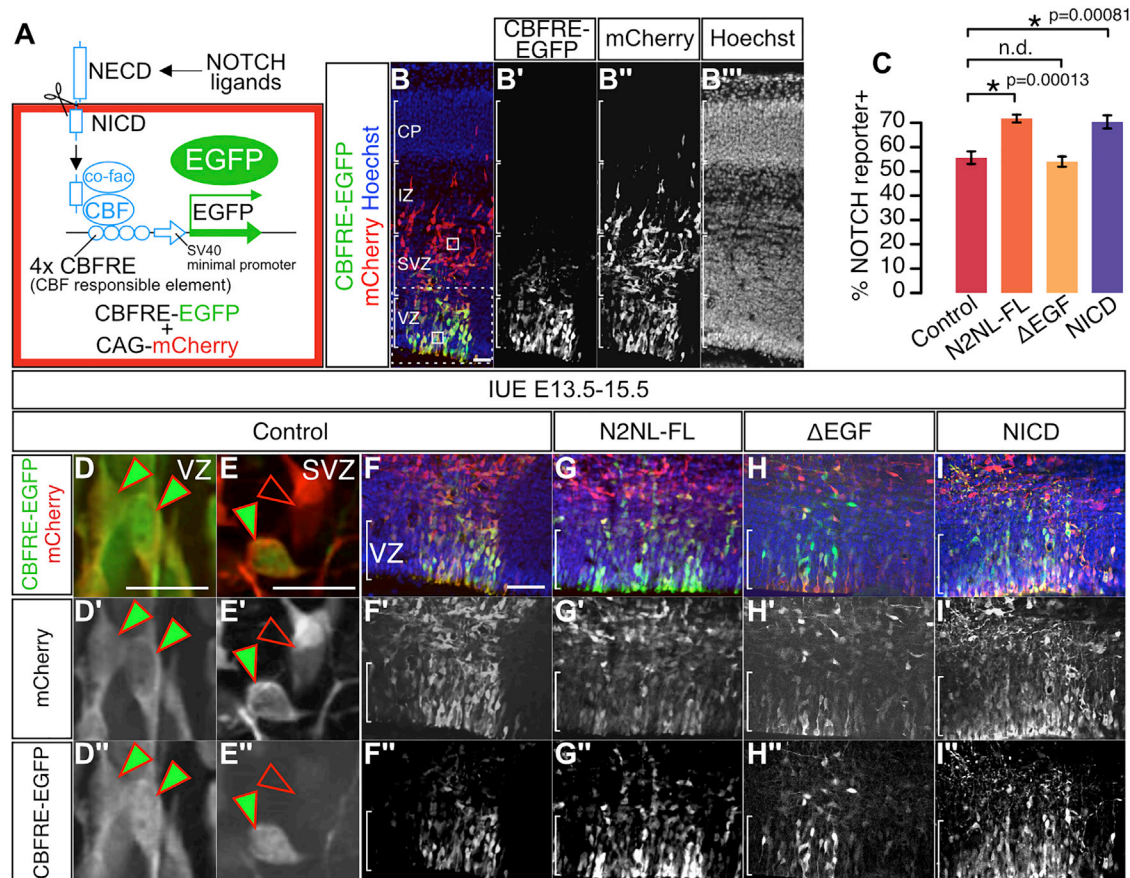 A
NECD
NOTCH
ligands
NICD
co-fac
CBF
EGFP
EGFP
SV40
minimal promoter
4x CBFRE
(CBF responsible element)
CBFRE-EGFP
+
CAG-mCherry
CBFRE-EGFP
mCherry Hoechst
CBFRE-
EGFP
mCherry
Hoechst
B
B'
B"
B"'
CP
IZ
SVZ
VZ
C
* p=0.00081
n.d.
* p=0.00013
% NOTCH reporter+
70
60
50
40
30
20
10
0
Control
N2NL-FL
ΔEGF
NICD
IUE E13.5-15.5
Control
N2NL-FL
ΔEGF
NICD
CBFRE-EGFP
mCherry
D
VZ
E
SVZ
F
VZ
G
H
I
mCherry
D'
E'
F'
G'
H'
I'
CBFRE-EGFP
D"
E"
F"
G"
H"
I"